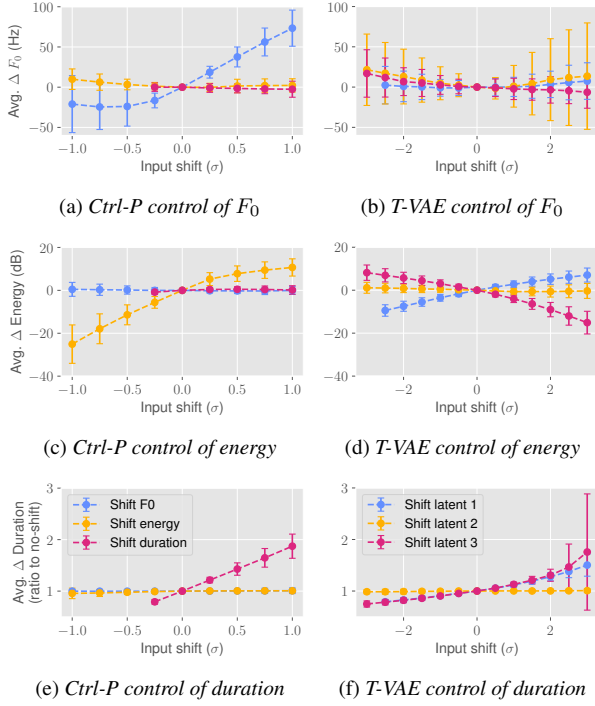 Avg. Δ F₀ (Hz)
100
50
0
−50
−1.0 −0.5 0.0 0.5 1.0
Input shift (σ)
−2 0 2
Input shift (σ)
(a) Ctrl-P control of F₀
(b) T-VAE control of F₀
Avg. Δ Energy (dB)
20
0
−20
−40
−1.0 −0.5 0.0 0.5 1.0
Input shift (σ)
20
0
−20
−40
−2 0 2
Input shift (σ)
(c) Ctrl-P control of energy
(d) T-VAE control of energy
Avg. Δ Duration
(ratio to no-shift)
3
2
1
Shift F0
Shift energy
Shift duration
−1.0 −0.5 0.0 0.5 1.0
Input shift (σ)
3
2
1
Shift latent 1
Shift latent 2
Shift latent 3
−2 0 2
Input shift (σ)
(e) Ctrl-P control of duration
(f) T-VAE control of duration